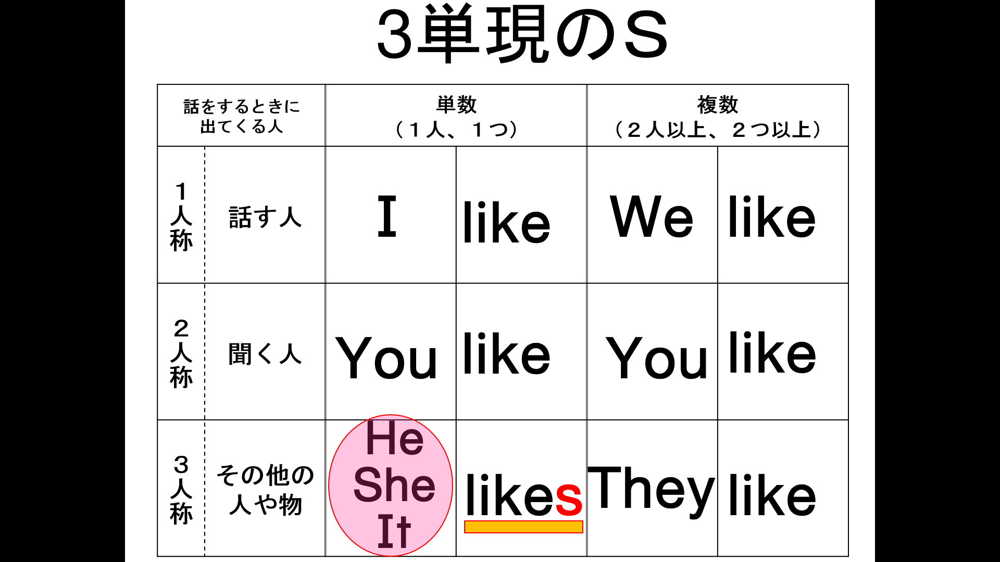 3単現のS
話をするときに
出てくる人
単数
（１人、１つ）
複数
（２人以上、２つ以上）
１人称
話す人
I
like
We
like
２人称
聞く人
You
like
You
like
３人称
その他の
人や物
He
She
It
likes
They
like